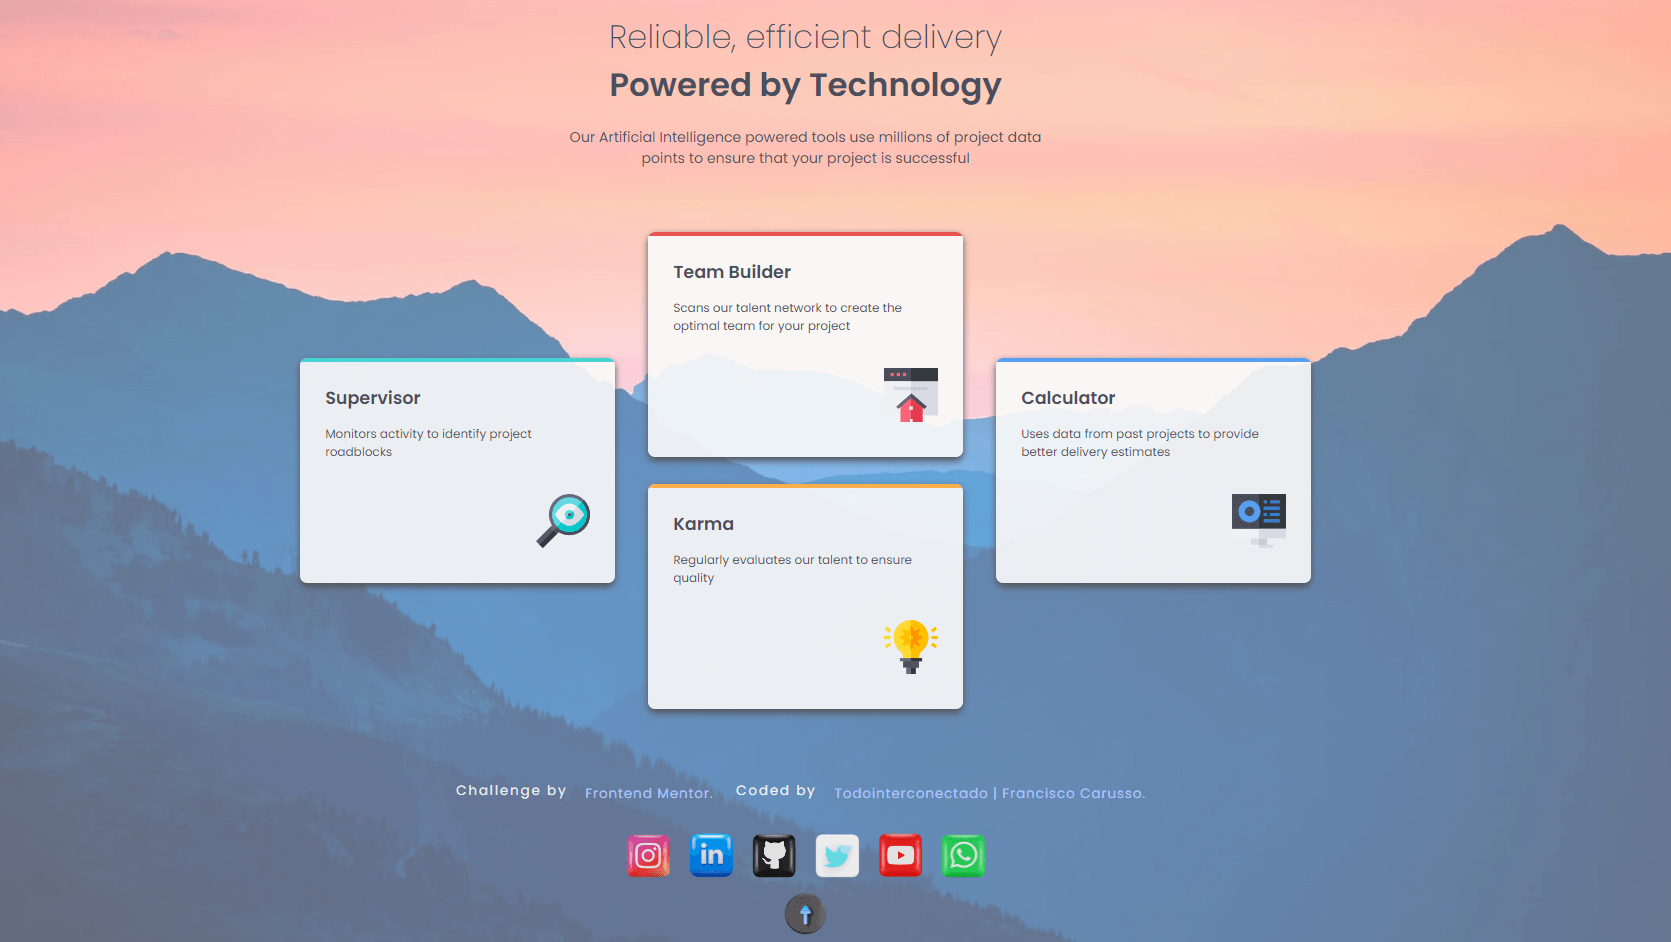 Reliable, efficient delivery
Powered by Technology
Our Artificial Intelligence powered tools use millions of project data
points to ensure that your project is successful
Team Builder
Scans our talent network to create the
optimal team for your project
Supervisor
Monitors activity to identify project
roadblocks
Calculator
Uses data from past projects to provide
better delivery estimates
Karma
Regularly evaluates our talent to ensure
quality
Challenge by Frontend Mentor. Coded by Todointerconectado | Francisco Carusso.
in